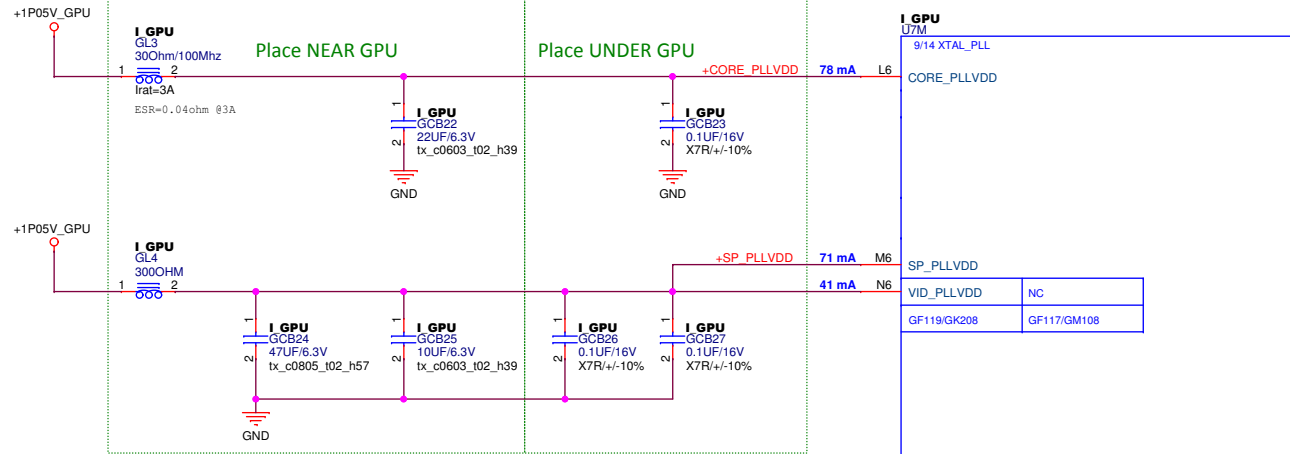 +1P05V_GPU
I_GPU
GL3
30Ohm/100Mhz
1 2
Irat=3A
ESR=0.04ohm @3A
Place NEAR GPU
Place UNDER GPU
+CORE_PLLVDD 78 mA L6
I_GPU
U7M
9/14 XTAL_PLL
CORE_PLLVDD
1
2
I_GPU
GCB22
22UF/6.3V
tx_c0603_t02_h39
GND
1
2
I_GPU
GCB23
0.1UF/16V
X7R/+/-10%
GND
+1P05V_GPU
I_GPU
GL4
300OHM
1 2
+SP_PLLVDD 71 mA M6 SP_PLLVDD
41 mA N6 VID_PLLVDD NC
GF119/GK208 GF117/GM108
1
2
I_GPU
GCB24
47UF/6.3V
tx_c0805_t02_h57
1
2
I_GPU
GCB25
10UF/6.3V
tx_c0603_t02_h39
1
2
I_GPU
GCB26
0.1UF/16V
X7R/+/-10%
1
2
I_GPU
GCB27
0.1UF/16V
X7R/+/-10%
GND